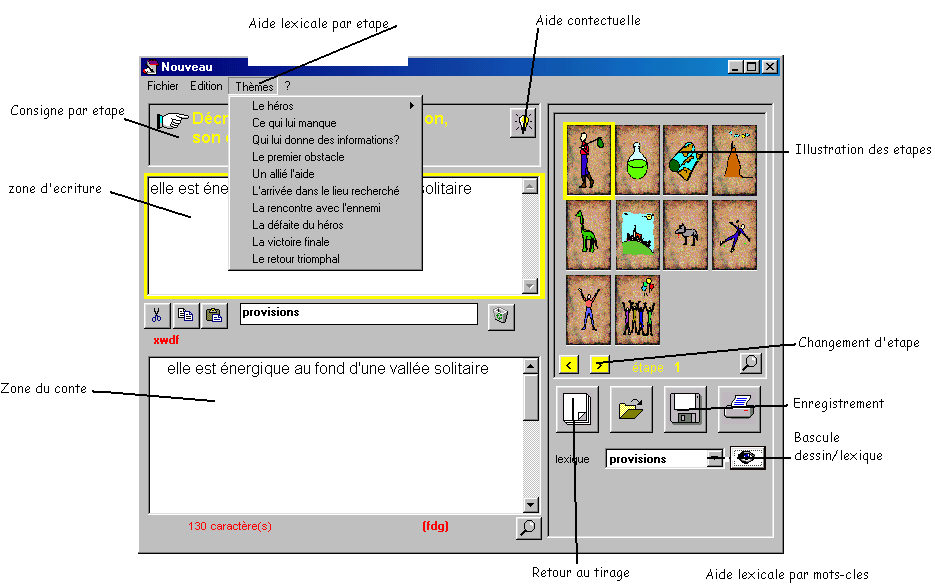 Aide lexicale par etape
Aide contectuelle
Nouveau
Fichier Edition Thèmes ?
Consigne par etape
Décr
on,
son
Le héros
Ce qui lui manque
Qui lui donne des informations?
Le premier obstacle
Un allié l'aide
L'arrivée dans le lieu recherché
La rencontre avec l'ennemi
La défaite du héros
La victoire finale
Le retour triomphal
Illustration des etapes
zone d'ecriture
elle est éne
solitaire
provisions
xwdf
Changement d'etape
étape 1
Zone du conte
elle est énergique au fond d'une vallée solitaire
Enregistrement
Bascule
dessin/lexique
lexique provisions
130 caractère(s) (fdg)
Retour au tirage
Aide lexicale par mots-cles